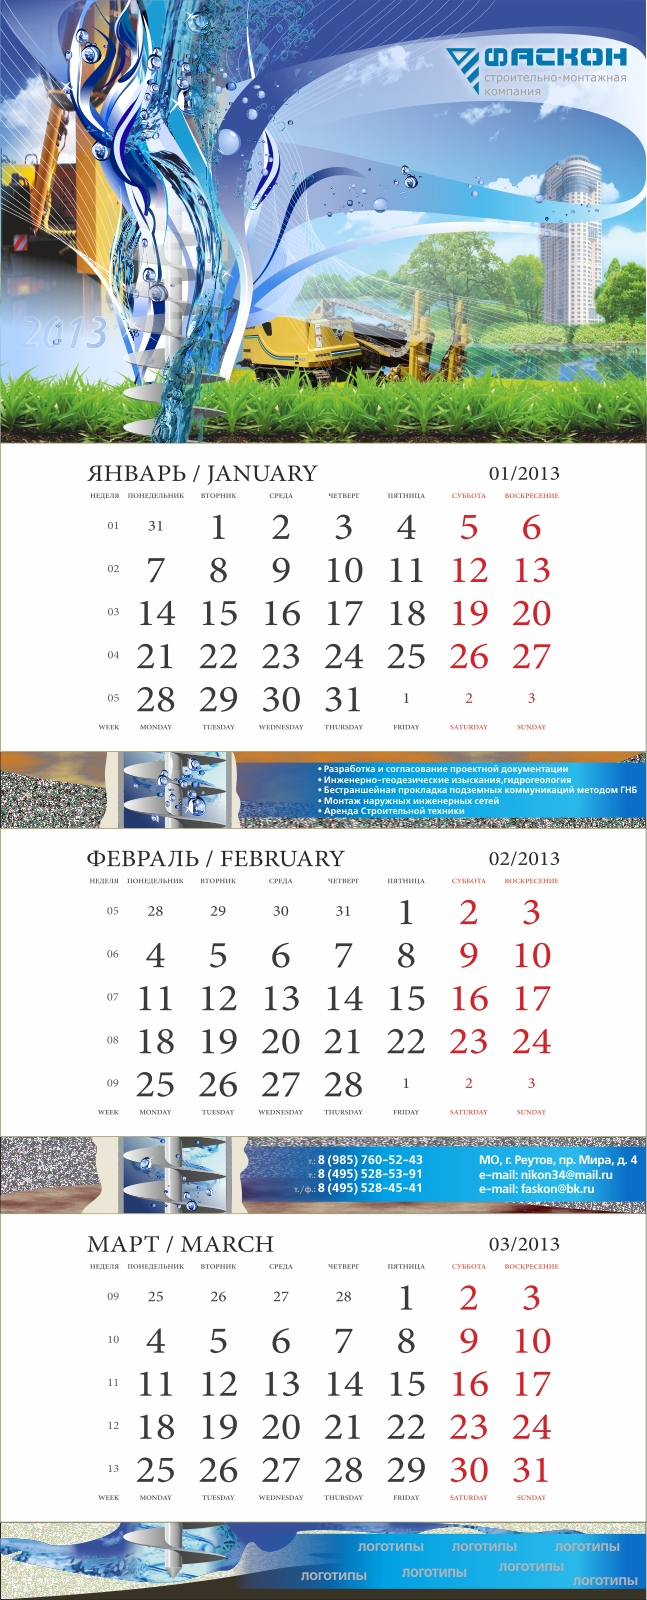 ФАСКОН
строительно-монтажная
компания
2013
ЯНВАРЬ / JANUARY 01/2013
НЕДЕЛЯ ПОНЕДЕЛЬНИК ВТОРНИК СРЕДА ЧЕТВЕРГ ПЯТНИЦА СУББОТА ВОСКРЕСЕНИЕ
01 31 1 2 3 4 5 6
02 7 8 9 10 11 12 13
03 14 15 16 17 18 19 20
04 21 22 23 24 25 26 27
05 28 29 30 31 1 2 3
WEEK MONDAY TUESDAY WEDNESDAY THURSDAY FRIDAY SATURDAY SUNDAY
• Разработка и согласование проектной документации
• Инженерно-геодезические изыскания,гидрогеология
• Бестраншейная прокладка подземных коммуникаций методом ГНБ
• Монтаж наружных инженерных сетей
• Аренда Строительной техники
ФЕВРАЛЬ / FEBRUARY 02/2013
НЕДЕЛЯ ПОНЕДЕЛЬНИК ВТОРНИК СРЕДА ЧЕТВЕРГ ПЯТНИЦА СУББОТА ВОСКРЕСЕНИЕ
05 28 29 30 31 1 2 3
06 4 5 6 7 8 9 10
07 11 12 13 14 15 16 17
08 18 19 20 21 22 23 24
09 25 26 27 28 1 2 3
WEEK MONDAY TUESDAY WEDNESDAY THURSDAY FRIDAY SATURDAY SUNDAY
т.: 8 (985) 760-52-43 МО, г. Реутов, пр. Мира, д. 4
т.: 8 (495) 528-53-91 e-mail: nikon34@mail.ru
т./ф.: 8 (495) 528-45-41 e-mail: faskon@bk.ru
МАРТ / MARCH 03/2013
НЕДЕЛЯ ПОНЕДЕЛЬНИК ВТОРНИК СРЕДА ЧЕТВЕРГ ПЯТНИЦА СУББОТА ВОСКРЕСЕНИЕ
09 25 26 27 28 1 2 3
10 4 5 6 7 8 9 10
11 11 12 13 14 15 16 17
12 18 19 20 21 22 23 24
13 25 26 27 28 29 30 31
WEEK MONDAY TUESDAY WEDNESDAY THURSDAY FRIDAY SATURDAY SUNDAY
логотипы логотипы логотипы
логотипы логотипы логотипы логотипы